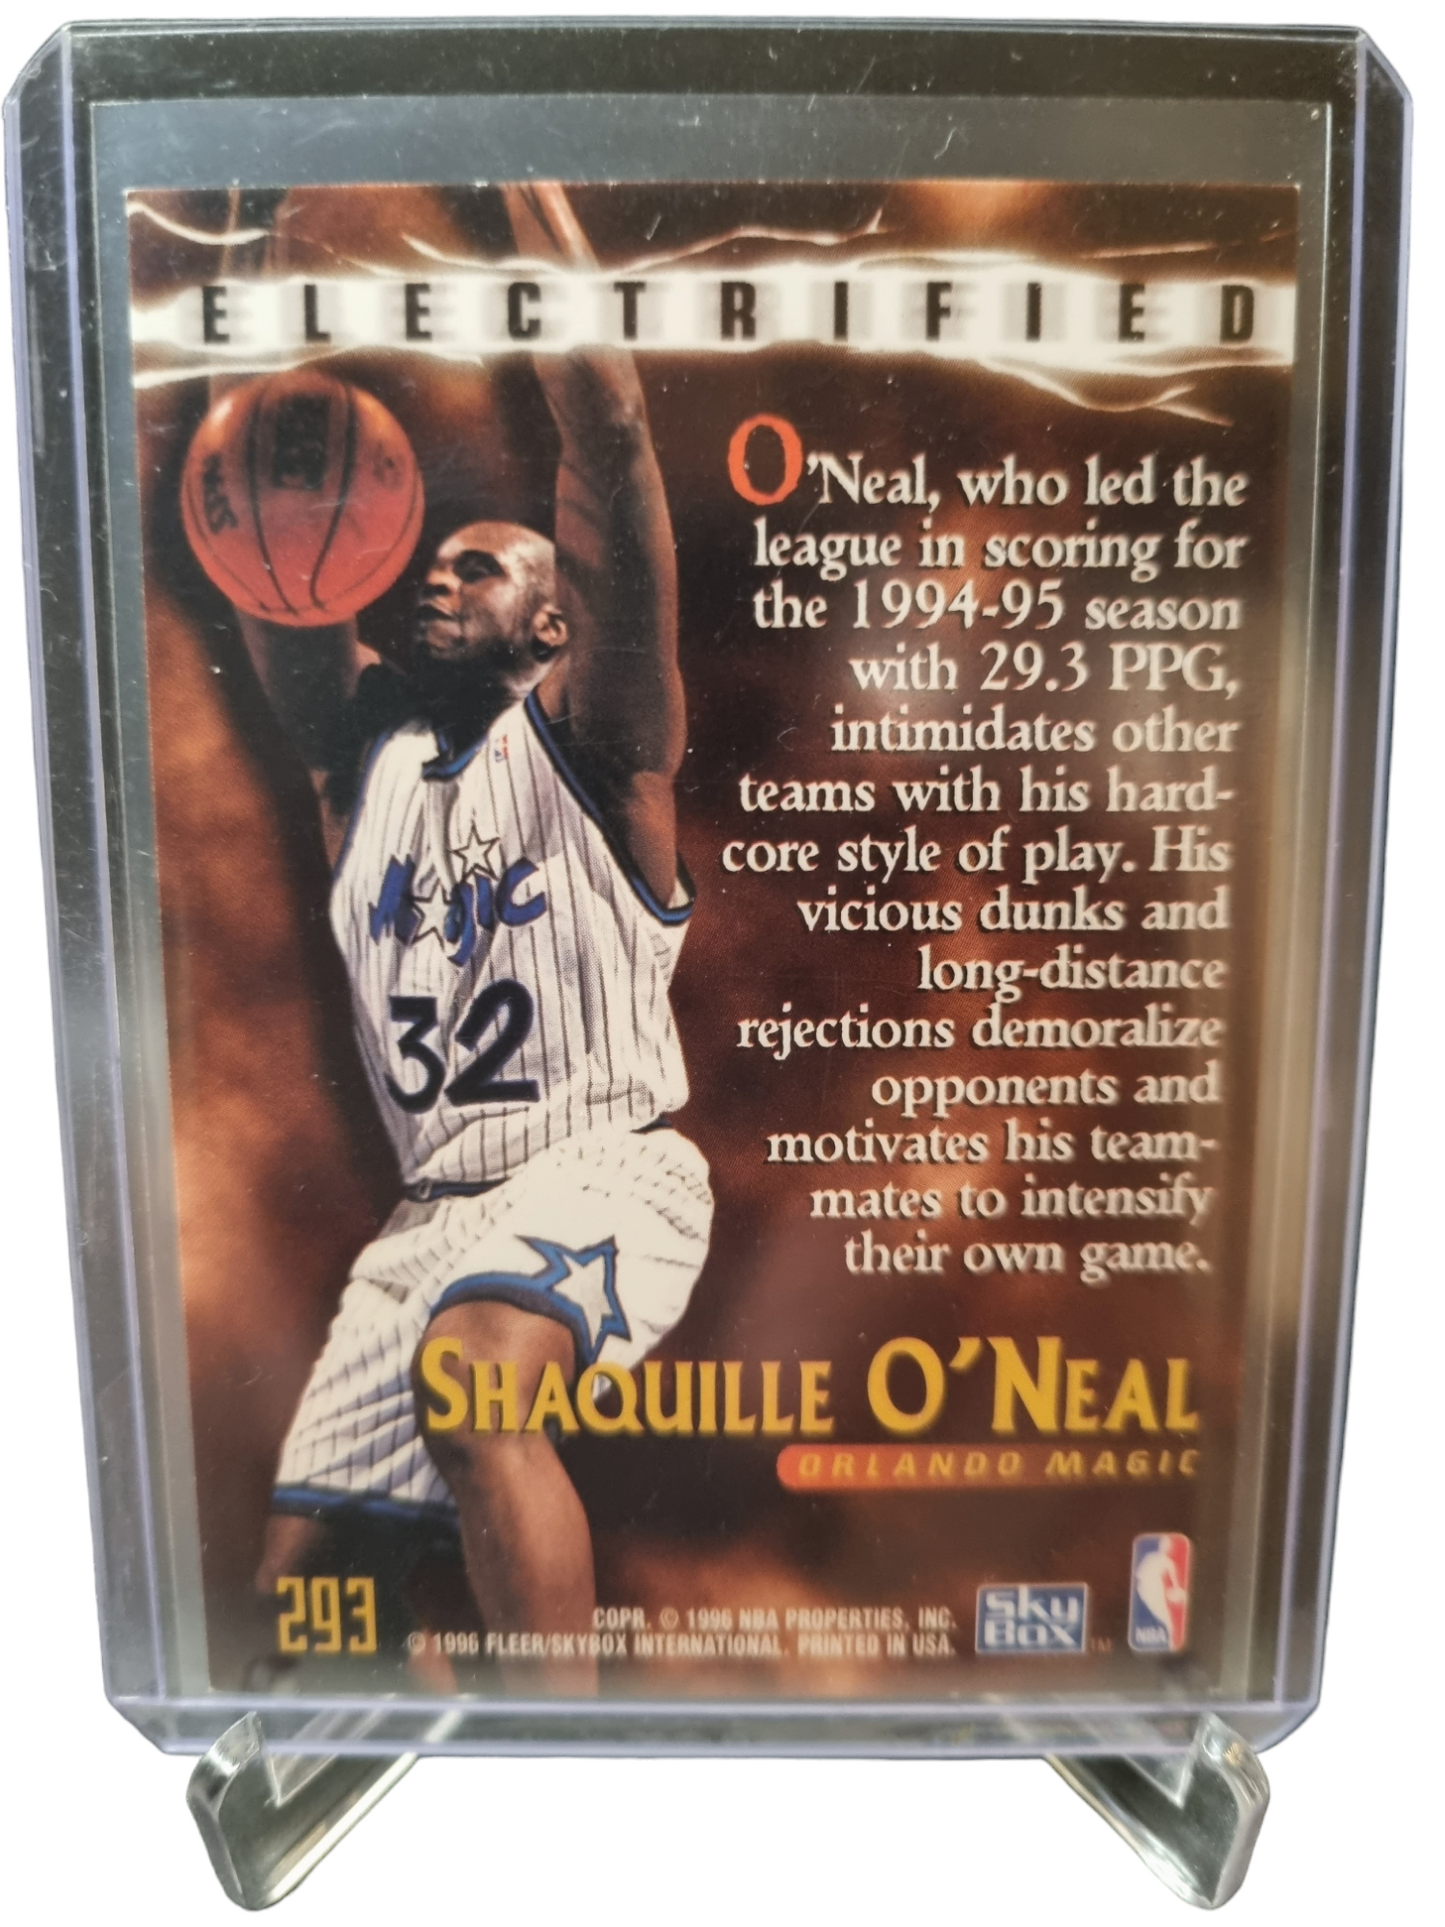 ELECTRIFIED
O'Neal, who led the
league in scoring for
the 1994-95 season
with 29.3 PPG,
intimidates other
teams with his hard-
core style of play. His
vicious dunks and
long-distance
rejections demoralize
opponents and
motivates his team-
mates to intensify
their own game.
Magic
32
SHAQUILLE O'NEAL
ORLANDO MAGIC
293
COPR. © 1996 NBA PROPERTIES, INC.
© 1996 FLEER/SKYBOX INTERNATIONAL. PRINTED IN USA.
SKY
BOX™
NBA